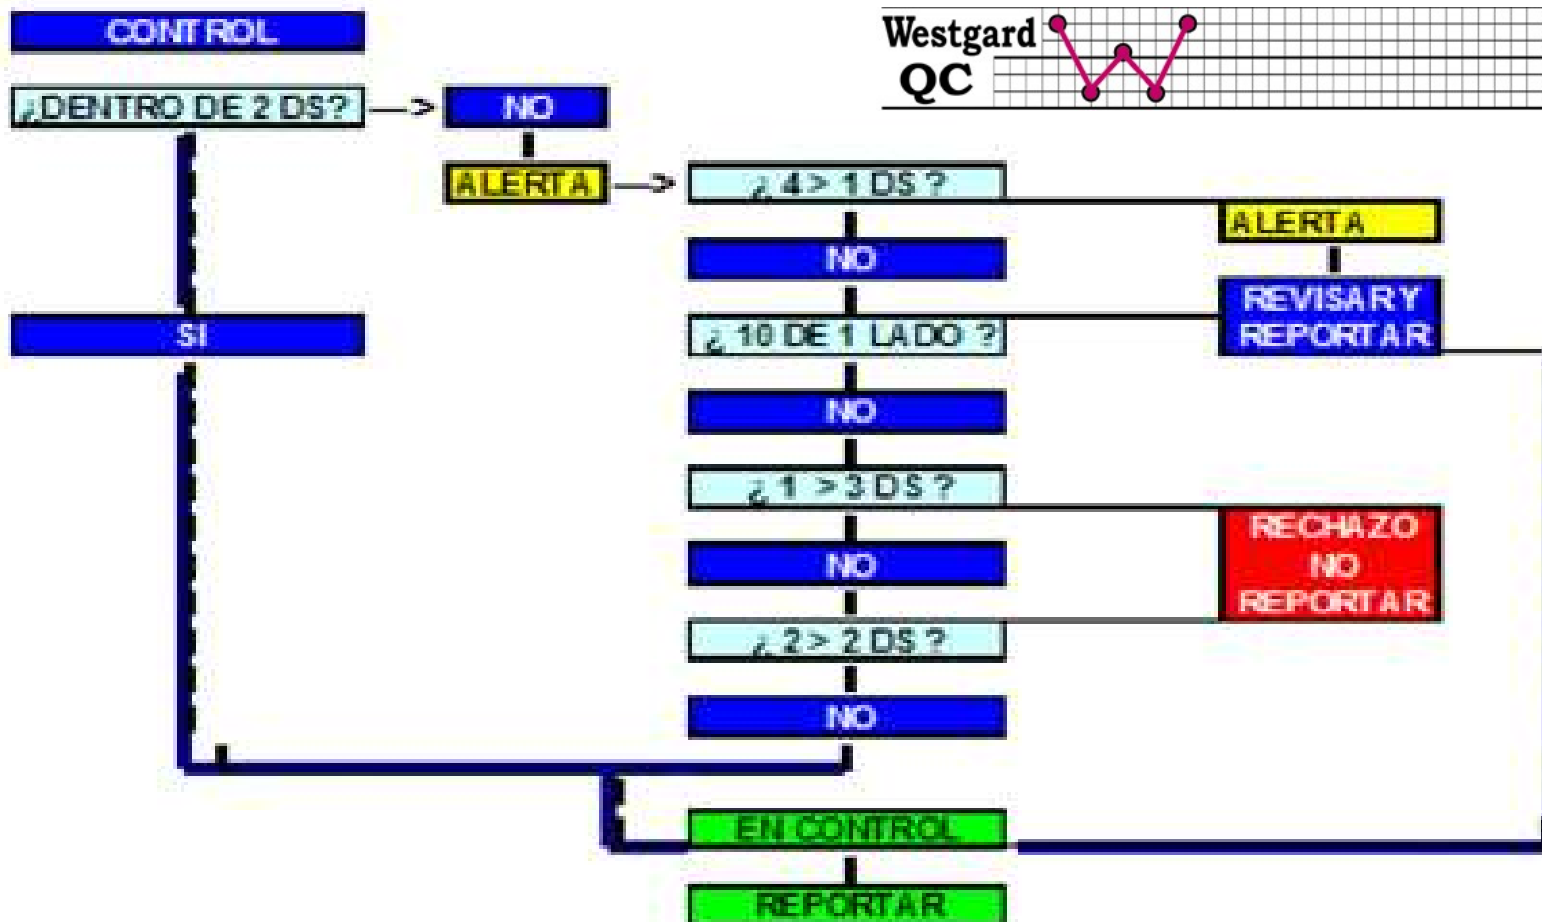 CONTROL
Westgard
QC
¿DENTRO DE 2 DS?
NO
ALERTA
¿ 4 > 1 DS ?
ALERTA
NO
REVISAR Y
REPORTAR
SI
¿ 10 DE 1 LADO ?
NO
¿ 1 > 3 DS ?
RECHAZO
NO
REPORTAR
NO
¿ 2 > 2 DS ?
NO
EN CONTROL
REPORTAR